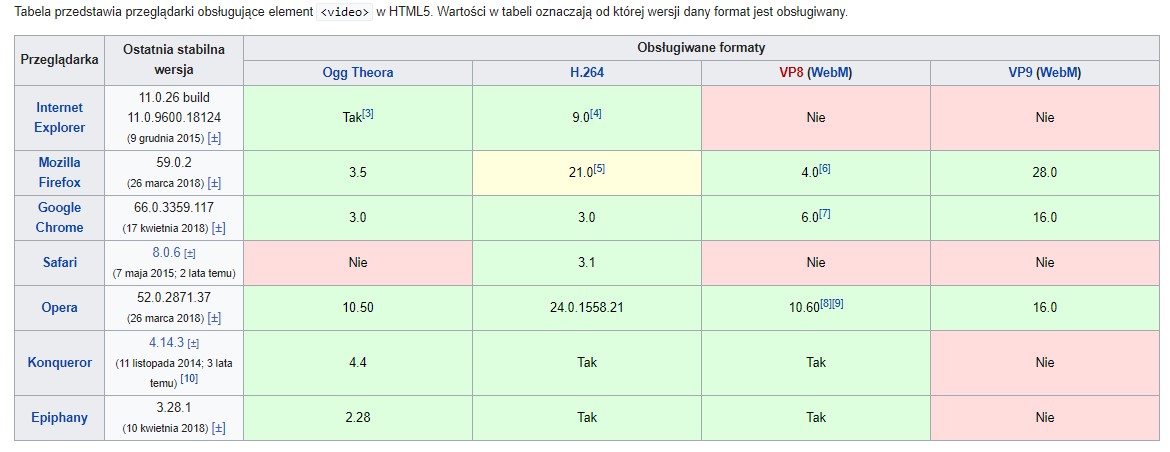 Tabela przedstawia przeglądarki obsługujące element <video> w HTML5. Wartości w tabeli oznaczają od której wersji dany format jest obsługiwany.
Przeglądarka
Ostatnia stabilna
wersja
Obsługiwane formaty
Ogg Theora
H.264
VP8 (WebM)
VP9 (WebM)
Internet
Explorer
11.0.26 build
11.0.9600.18124
(9 grudnia 2015) [±]
Tak[3]
9.0[4]
Nie
Nie
Mozilla
Firefox
59.0.2
(26 marca 2018) [±]
3.5
21.0[5]
4.0[6]
28.0
Google
Chrome
66.0.3359.117
(17 kwietnia 2018) [±]
3.0
3.0
6.0[7]
16.0
Safari
8.0.6 [±]
(7 maja 2015; 2 lata temu)
Nie
3.1
Nie
Nie
Opera
52.0.2871.37
(26 marca 2018) [±]
10.50
24.0.1558.21
10.60[8][9]
16.0
Konqueror
4.14.3 [±]
(11 listopada 2014; 3 lata
temu) [10]
4.4
Tak
Tak
Nie
Epiphany
3.28.1
(10 kwietnia 2018) [±]
2.28
Tak
Tak
Nie